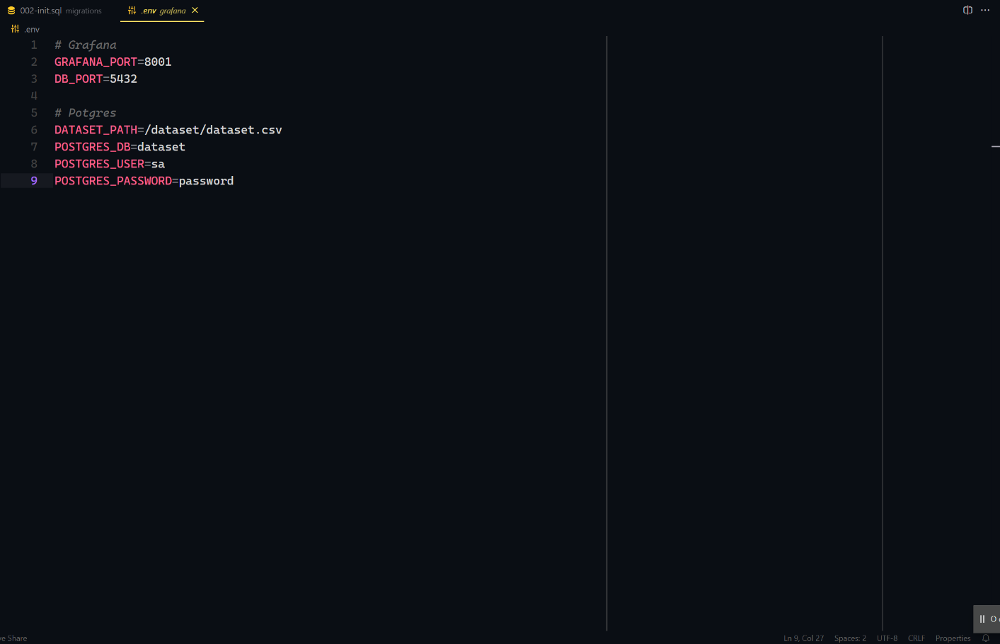 002-init.sql migrations
.env grafana
.env
1 # Grafana
2 GRAFANA_PORT=8001
3 DB_PORT=5432
4
5 # Potgres
6 DATASET_PATH=/dataset/dataset.csv
7 POSTGRES_DB=dataset
8 POSTGRES_USER=sa
9 POSTGRES_PASSWORD=password
Share Ln 9, Col 27 Spaces: 2 UTF-8 CRLF Properties